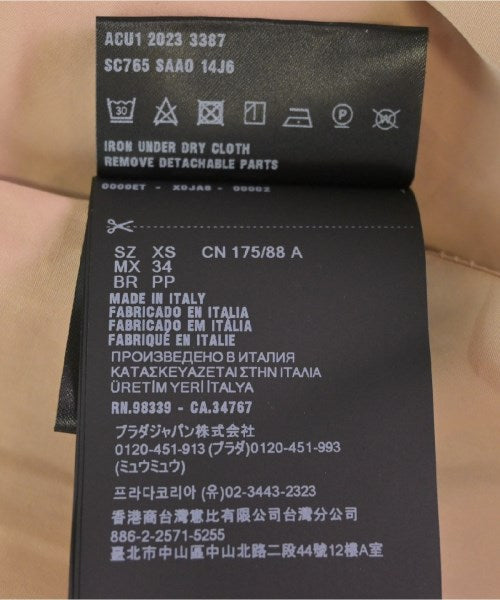 ACU1 2023 3387
SC765 SAAO 14J6
30
P
W
IRON UNDER DRY CLOTH
REMOVE DETACHABLE PARTS
SZ XS CN 175/88 A
MX 34
BR PP
MADE IN ITALY
FABRICADO EN ITALIA
FABRICADO EM ITÀLIA
FABRIQUÉ EN ITALIE
ПРОИЗВЕДЕНО В ИТАЛИЯ
ΚΑΤΑΣΚΕΥΑΖΕΤΑΙ ΣΤΗΝ ΙΤΑΛΙΑ
ÜRETİM YERİ İTALYA
RN.98339 - CA.34767
プラダジャパン株式会社
0120-451-913 (プラダ)0120-451-993
(ミュウミュウ)
프라다코리아 (유)02-3443-2323
香港商台灣意比有限公司台灣分公司
886-2-2571-5255
臺北市中山區中山北路二段44號12樓A室